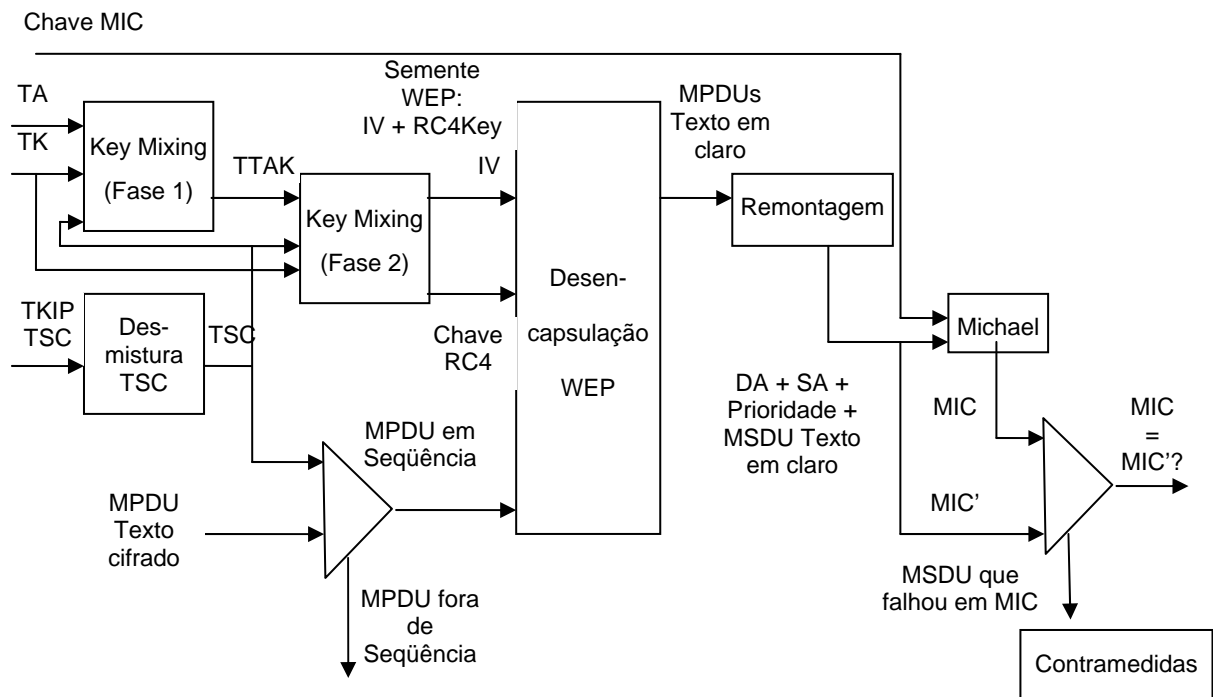 Chave MIC
TA
TK
Key Mixing
(Fase 1)
TTAK
Semente
WEP:
IV + RC4Key
IV
Key Mixing
(Fase 2)
Chave
RC4
TKIP
TSC
Des-
mistura
TSC
TSC
MPDU em
Seqüência
MPDU
Texto
cifrado
MPDU fora
de
Seqüência
Desen-
capsulação
WEP
MPDUs
Texto em
claro
Remontagem
DA + SA +
Prioridade +
MSDU Texto
em claro
Michael
MIC
MIC'
MIC
=
MIC'?
MSDU que
falhou em MIC
Contramedidas